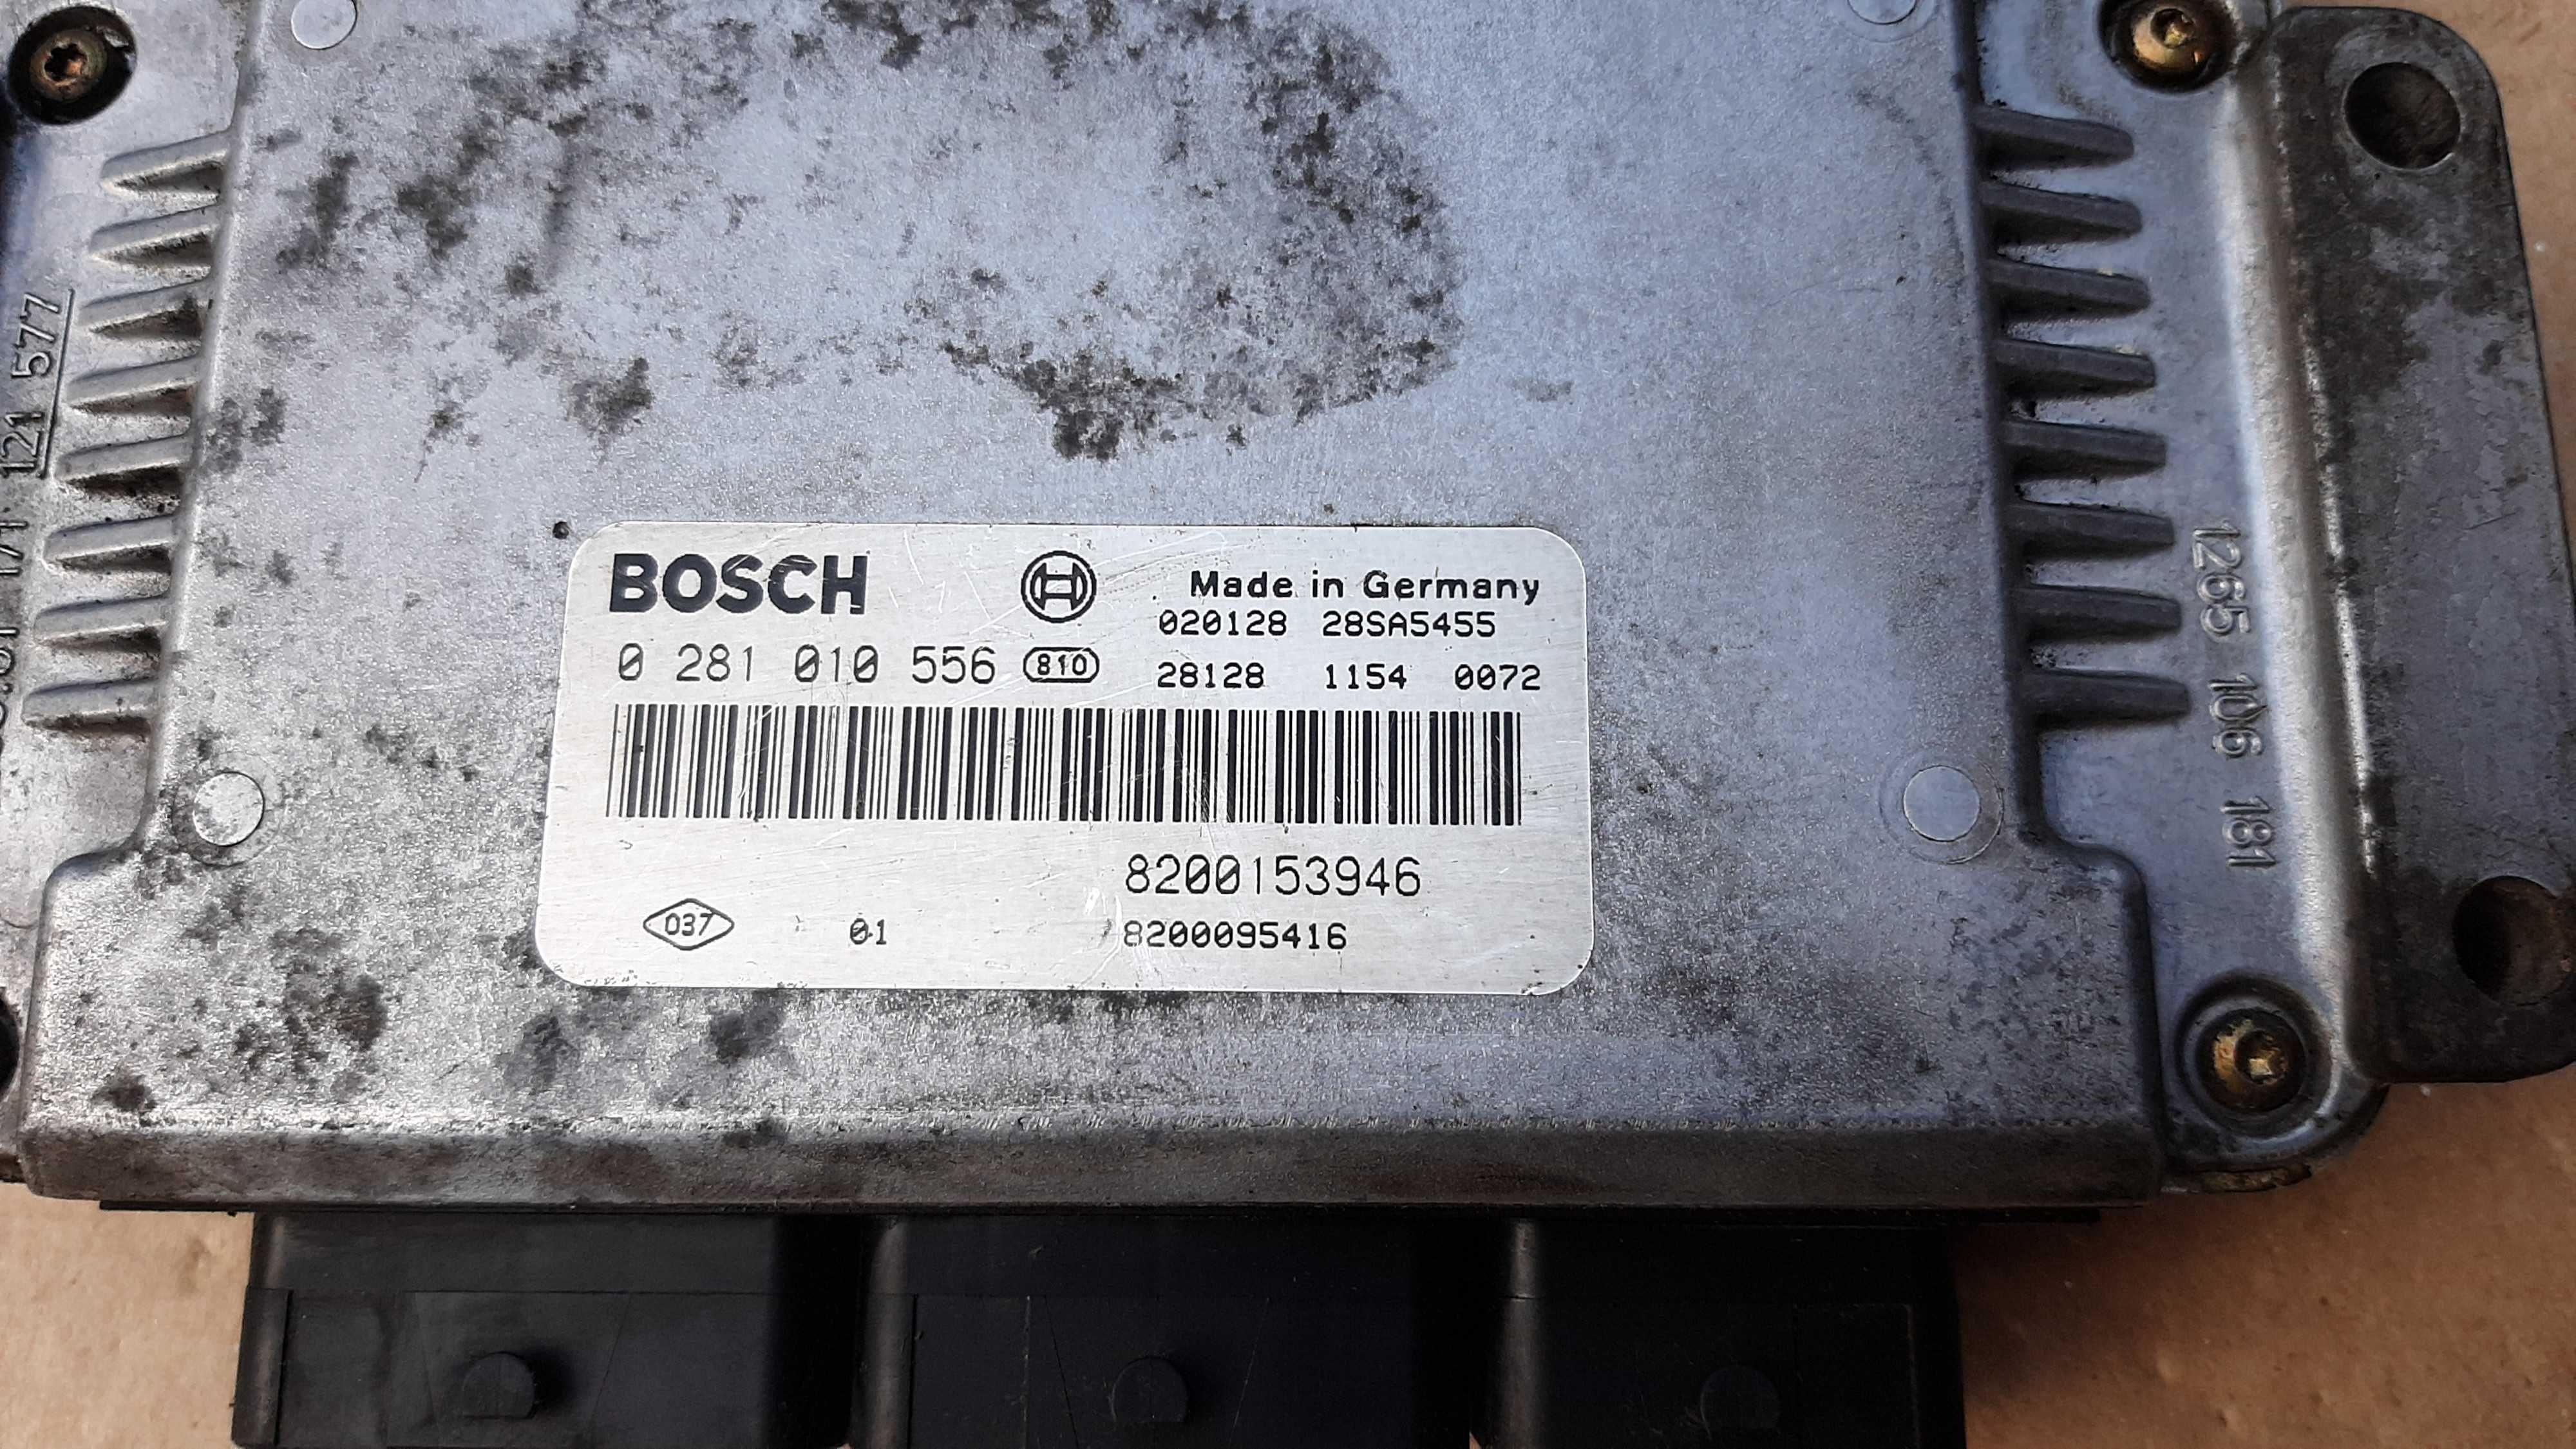 BOSCH
Made in Germany
020128 28SA5455
0 281 010 556 810
28128 1154 0072
8200153946
037 01 8200095416
121 577
1265 106 181